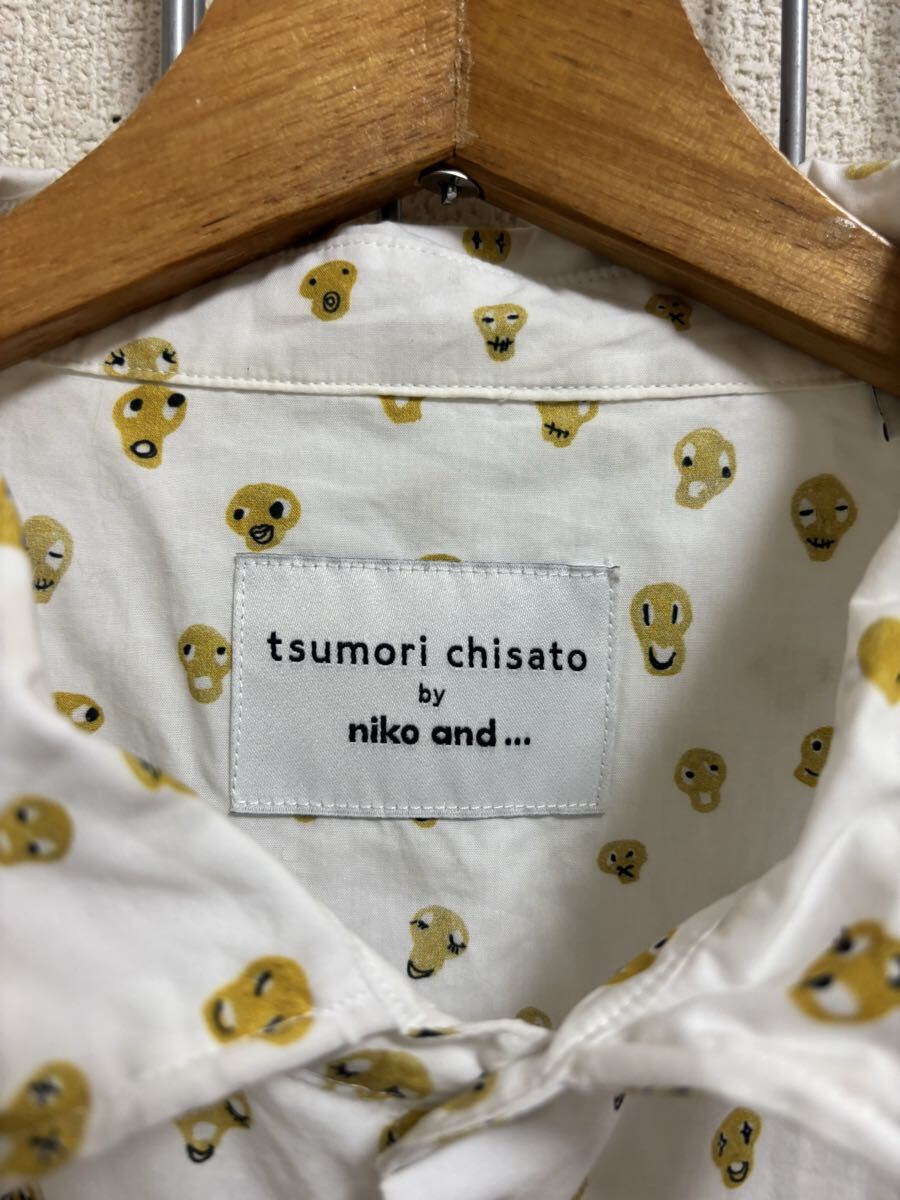 tsumori chisato
by
niko and ...